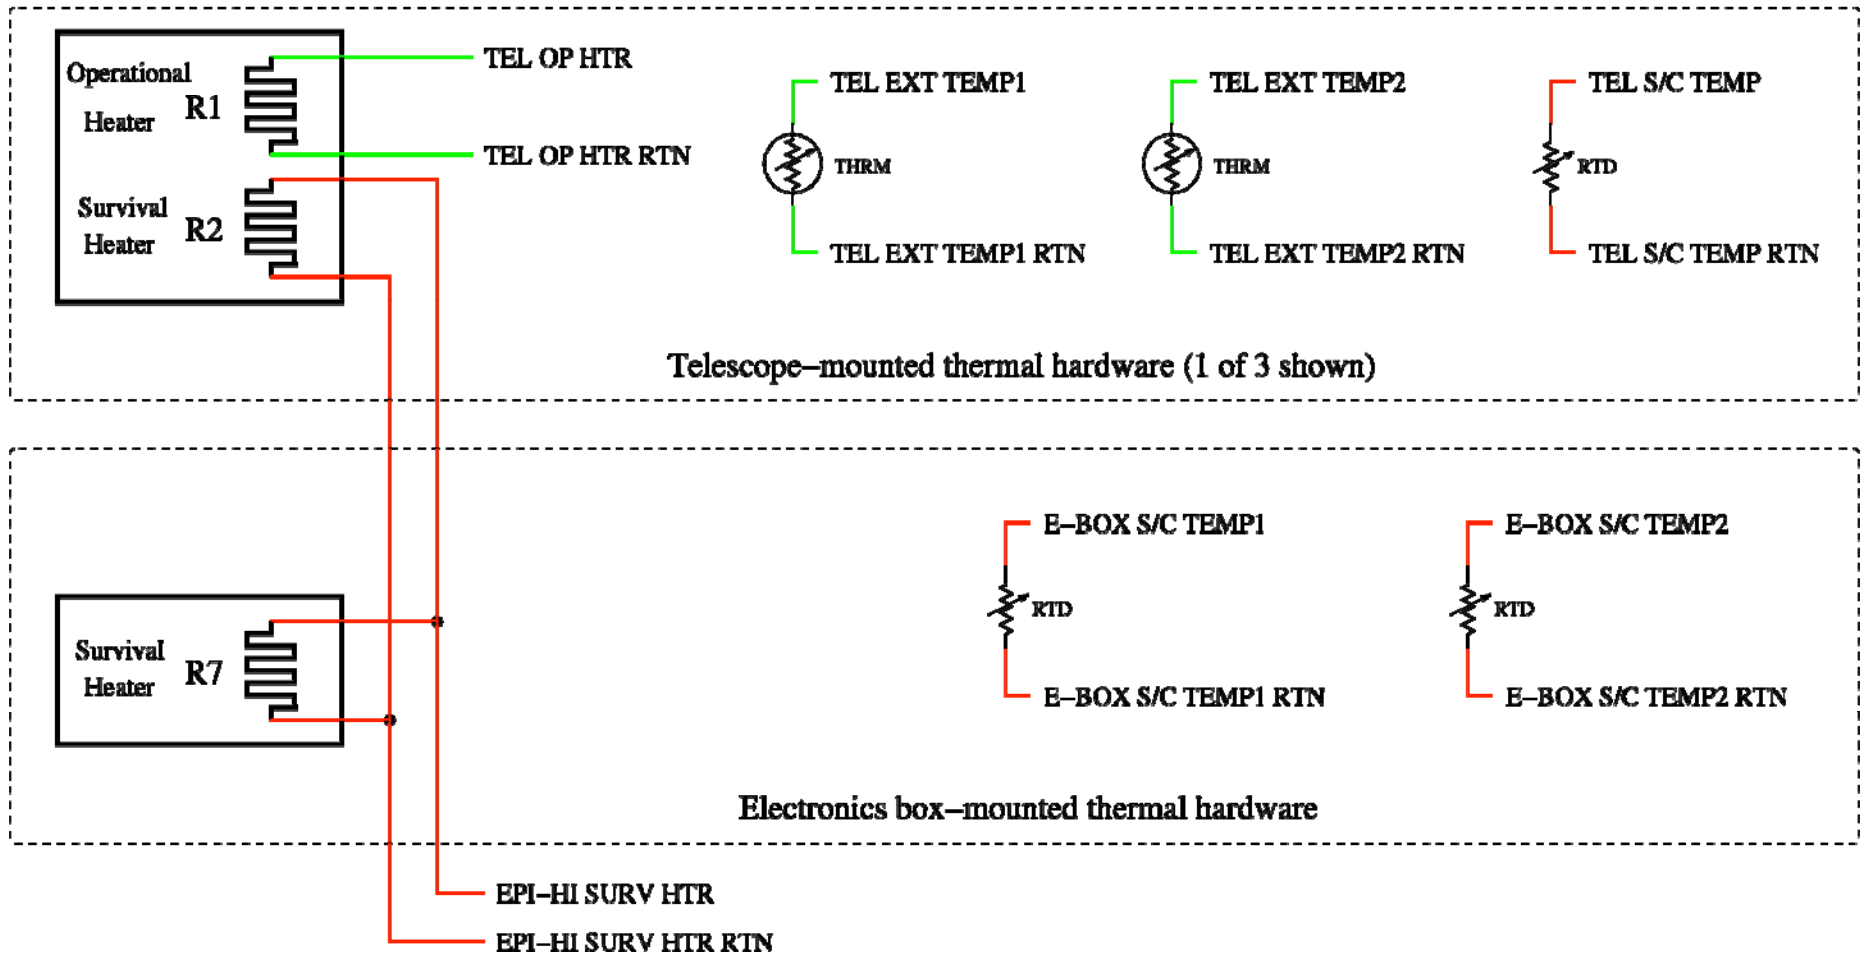 TEL OP HTR
Operational
R1
Heater
TEL OP HTR RTN
Survival
R2
Heater
TEL EXT TEMP1
THRM
TEL EXT TEMP1 RTN
TEL EXT TEMP2
THRM
TEL EXT TEMP2 RTN
TEL S/C TEMP
RTD
TEL S/C TEMP RTN
Telescope–mounted thermal hardware (1 of 3 shown)
Survival
R7
Heater
E–BOX S/C TEMP1
RTD
E–BOX S/C TEMP1 RTN
E–BOX S/C TEMP2
RTD
E–BOX S/C TEMP2 RTN
Electronics box–mounted thermal hardware
EPI–HI SURV HTR
EPI–HI SURV HTR RTN